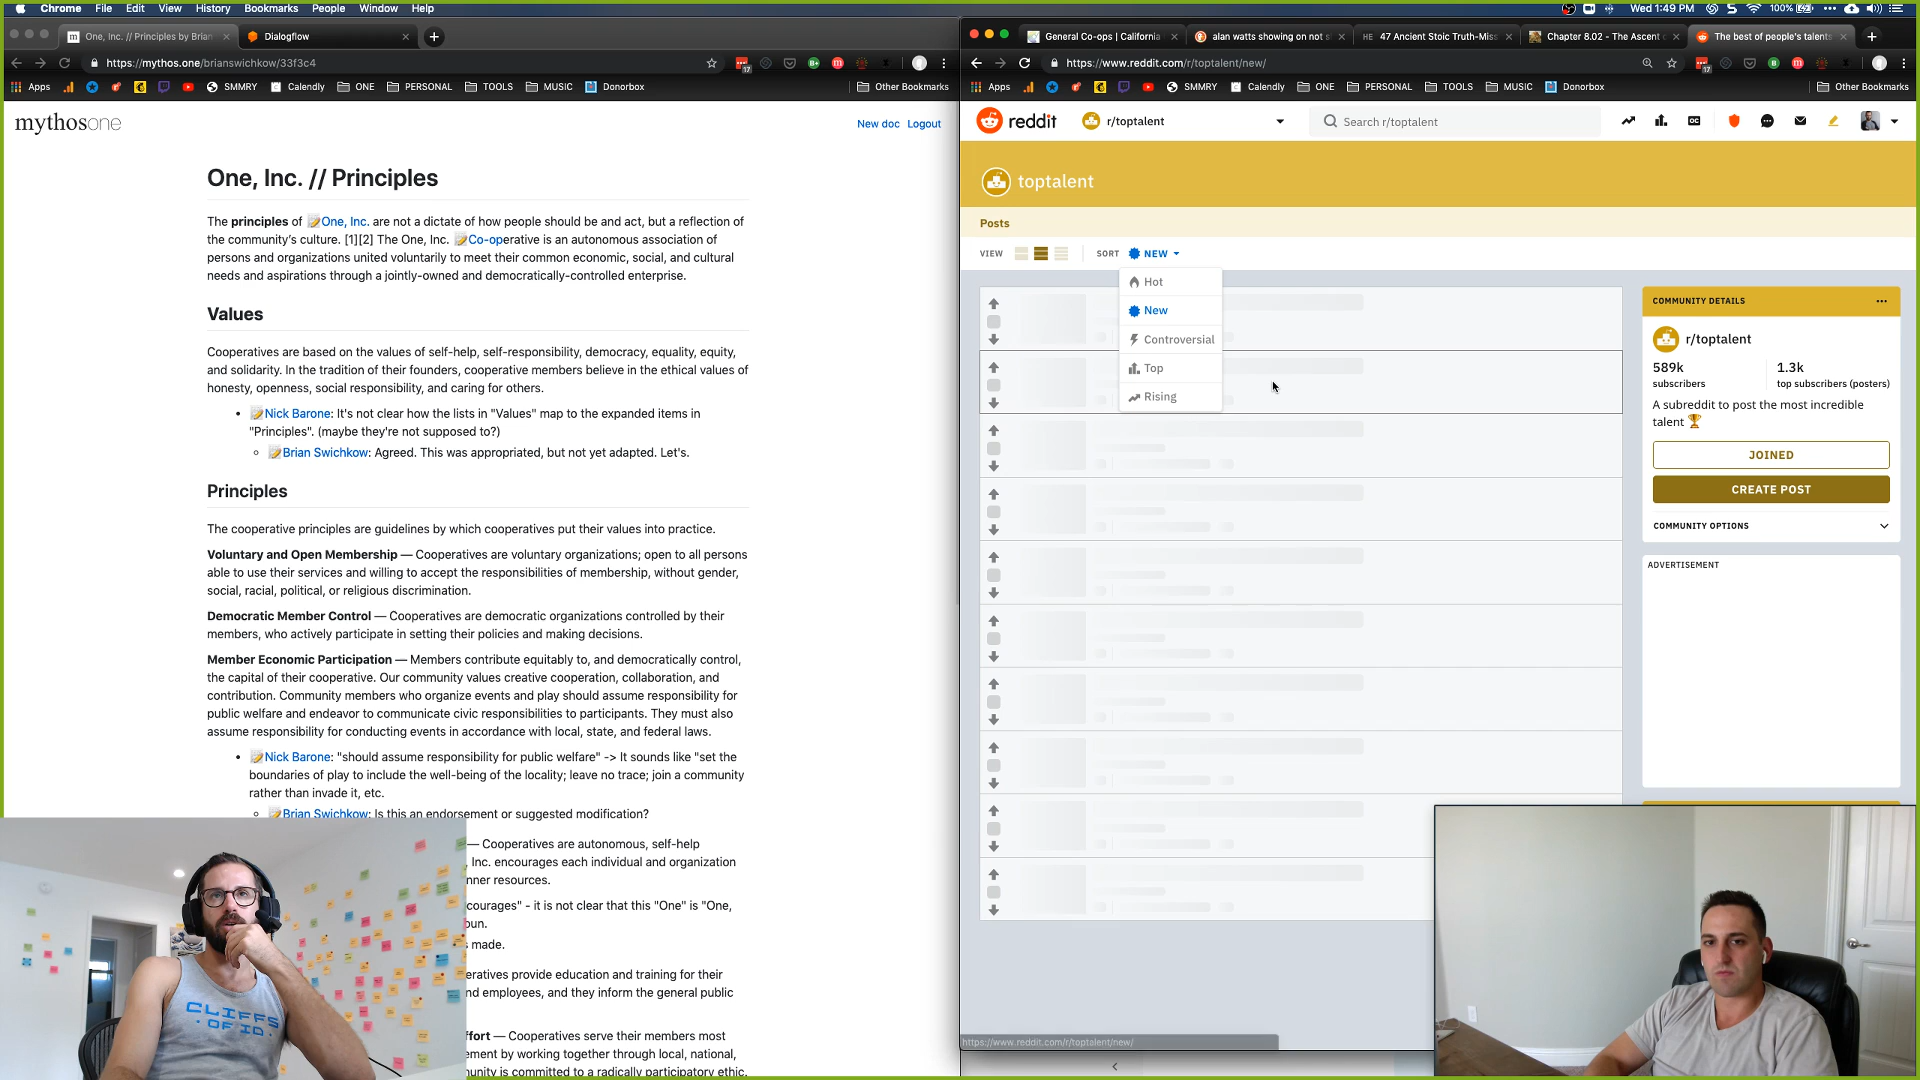 Chrome File Edit View History Bookmarks People Window Help
Wed 1:49 PM
100%
One, Inc. // Principles by Brian
Dialogflow
https://mythos.one/brianswichkow/33f3c4
Apps SMMRY Calendly ONE PERSONAL TOOLS MUSIC Donorbox Other Bookmarks
mythosone
New doc Logout
One, Inc. // Principles
The principles of One, Inc. are not a dictate of how people should be and act, but a reflection of
the community's culture. [1][2] The One, Inc. Co-operative is an autonomous association of
persons and organizations united voluntarily to meet their common economic, social, and cultural
needs and aspirations through a jointly-owned and democratically-controlled enterprise.
Values
Cooperatives are based on the values of self-help, self-responsibility, democracy, equality, equity,
and solidarity. In the tradition of their founders, cooperative members believe in the ethical values of
honesty, openness, social responsibility, and caring for others.
Nick Barone: It's not clear how the lists in "Values" map to the expanded items in
"Principles". (maybe they're not supposed to?)
Brian Swichkow: Agreed. This was appropriated, but not yet adapted. Let's.
Principles
The cooperative principles are guidelines by which cooperatives put their values into practice.
Voluntary and Open Membership — Cooperatives are voluntary organizations; open to all persons
able to use their services and willing to accept the responsibilities of membership, without gender,
social, racial, political, or religious discrimination.
Democratic Member Control — Cooperatives are democratic organizations controlled by their
members, who actively participate in setting their policies and making decisions.
Member Economic Participation — Members contribute equitably to, and democratically control,
the capital of their cooperative. Our community values creative cooperation, collaboration, and
contribution. Community members who organize events and play should assume responsibility for
public welfare and endeavor to communicate civic responsibilities to participants. They must also
assume responsibility for conducting events in accordance with local, state, and federal laws.
Nick Barone: "should assume responsibility for public welfare" -> It sounds like "set the
boundaries of play to include the well-being of the locality; leave no trace; join a community
rather than invade it, etc.
Brian Swichkow: Is this an endorsement or suggested modification?
— Cooperatives are autonomous, self-help
Inc. encourages each individual and organization
nner resources.
courages" - it is not clear that this "One" is "One,
oun.
s made.
eratives provide education and training for their
nd employees, and they inform the general public
ffort — Cooperatives serve their members most
ement by working together through local, national,
unity is committed to a radically participatory ethic.
CLIFFS
OF ID
General Co-ops | California
alan watts showing on not s
47 Ancient Stoic Truth-Miss
Chapter 8.02 - The Ascent o
The best of people's talents
https://www.reddit.com/r/toptalent/new/
Apps SMMRY Calendly ONE PERSONAL TOOLS MUSIC Donorbox Other Bookmarks
reddit
r/toptalent
Search r/toptalent
toptalent
Posts
VIEW SORT NEW
Hot
New
Controversial
Top
Rising
COMMUNITY DETAILS
r/toptalent
589k 1.3k
subscribers top subscribers (posters)
A subreddit to post the most incredible
talent
JOINED
CREATE POST
COMMUNITY OPTIONS
ADVERTISEMENT
https://www.reddit.com/r/toptalent/new/